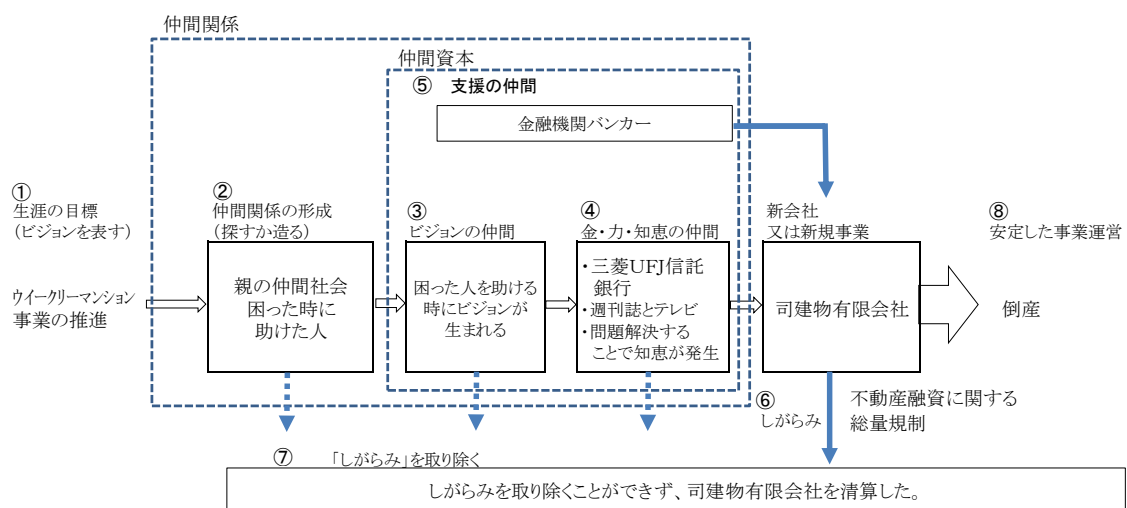 仲間関係
仲間資本
⑤ 支援の仲間
金融機関バンカー
①
生涯の目標
(ビジョンを表す)
ウイークリーマンション
事業の推進
②
仲間関係の形成
(探すか造る)
親の仲間社会
困った時に
助けた人
③
ビジョンの仲間
困った人を助ける
時にビジョンが
生まれる
④
金・力・知恵の仲間
・三菱UFJ信託
銀行
・週刊誌とテレビ
・問題解決する
ことで知恵が発生
新会社
又は新規事業
司建物有限会社
⑧
安定した事業運営
倒産
⑥
しがらみ
不動産融資に関する
総量規制
⑦ 「しがらみ」を取り除く
しがらみを取り除くことができず、司建物有限会社を清算した。